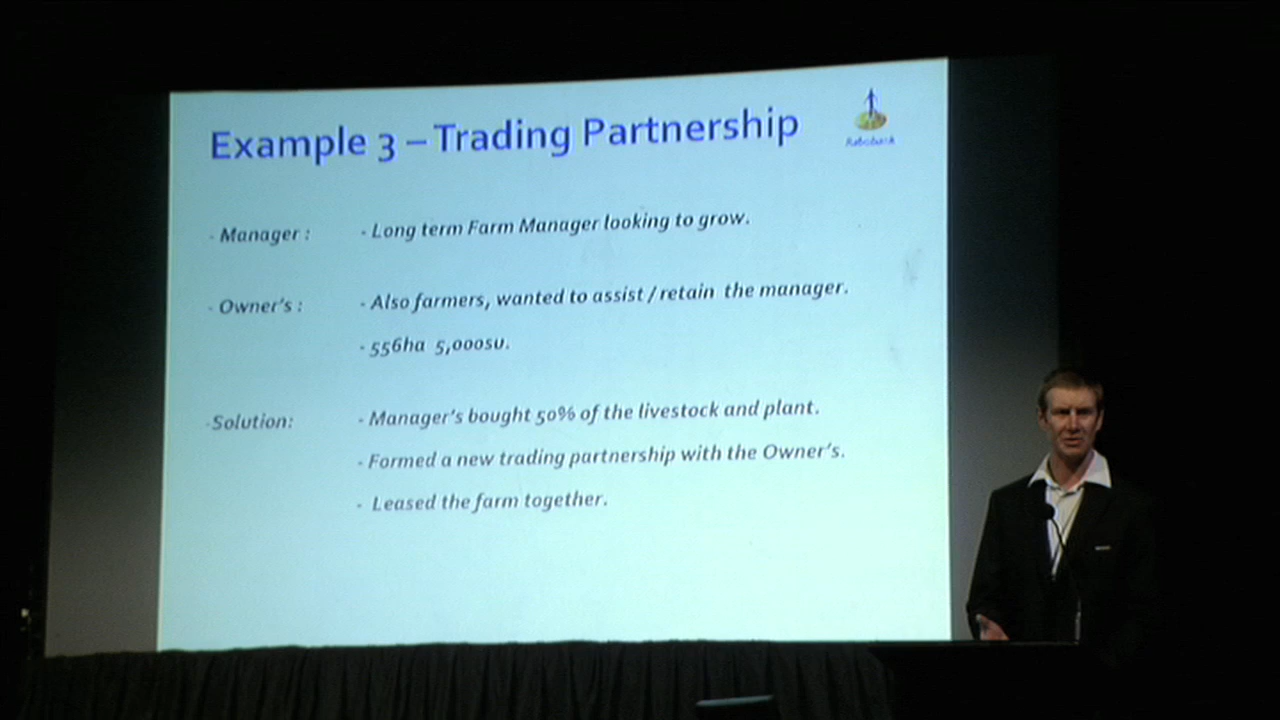 Example 3 – Trading Partnership
Rabobank
- Manager : - Long term Farm Manager looking to grow.
- Owner's : - Also farmers, wanted to assist / retain the manager.
- 556ha 5,000su.
- Solution: - Manager's bought 50% of the livestock and plant.
- Formed a new trading partnership with the Owner's.
- Leased the farm together.